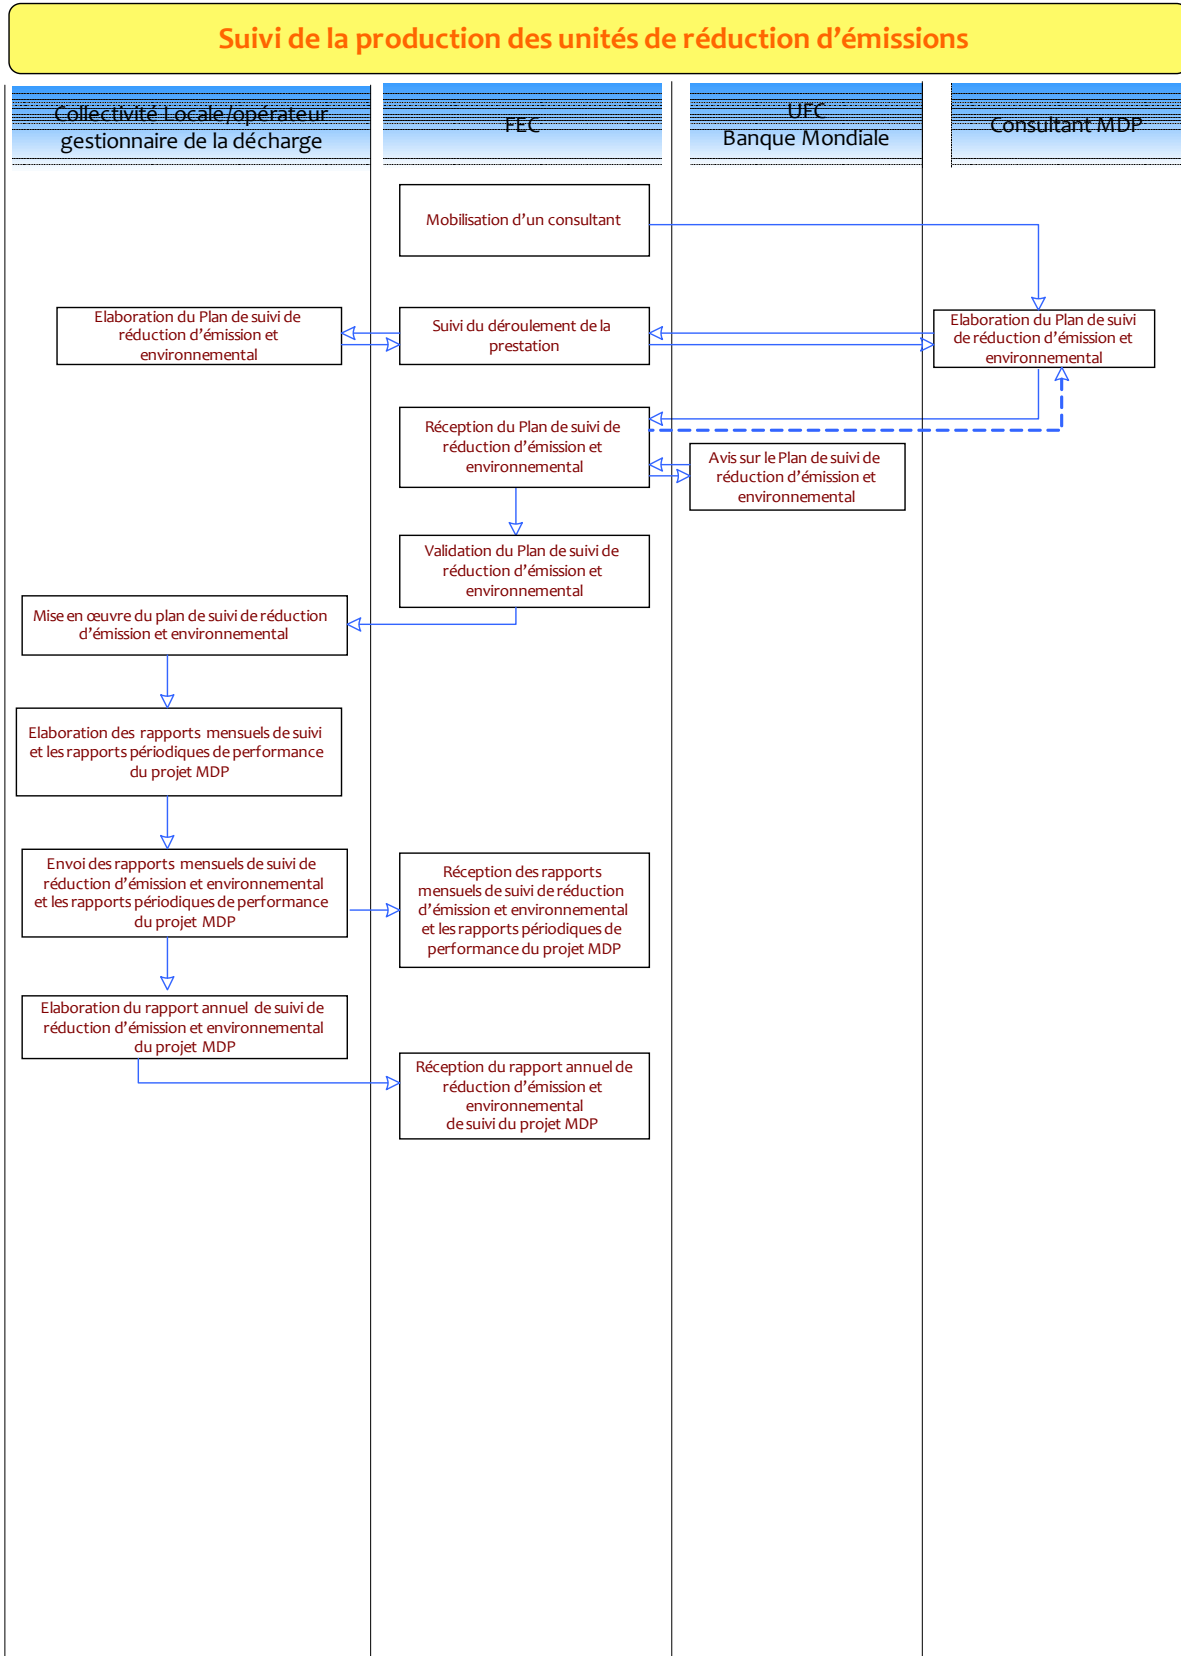 Suivi de la production des unités de réduction d'émissions
Collectivité Locale/opérateur
gestionnaire de la décharge
FEC
UFC
Banque Mondiale
Consultant MDP
Mobilisation d'un consultant
Elaboration du Plan de suivi de
réduction d'émission et
environnemental
Suivi du déroulement de la
prestation
Elaboration du Plan de suivi
de réduction d'émission et
environnemental
Réception du Plan de suivi de
réduction d'émission et
environnemental
Avis sur le Plan de suivi de
réduction d'émission et
environnemental
Validation du Plan de suivi de
réduction d'émission et
environnemental
Mise en œuvre du plan de suivi de réduction
d'émission et environnemental
Elaboration des rapports mensuels de suivi
et les rapports périodiques de performance
du projet MDP
Envoi des rapports mensuels de suivi de
réduction d'émission et environnemental
et les rapports périodiques de performance
du projet MDP
Réception des rapports
mensuels de suivi de réduction
d'émission et environnemental
et les rapports périodiques de
performance du projet MDP
Elaboration du rapport annuel de suivi de
réduction d'émission et environnemental
du projet MDP
Réception du rapport annuel de
réduction d'émission et
environnemental
de suivi du projet MDP